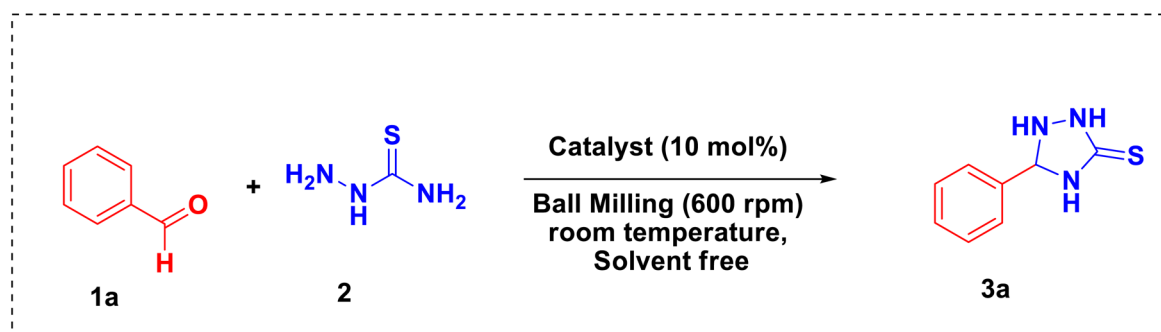 O
H
1a
+
H₂N
N
H
S
NH₂
2
Catalyst (10 mol%)
Ball Milling (600 rpm)
room temperature,
Solvent free
HN
NH
S
N
H
3a